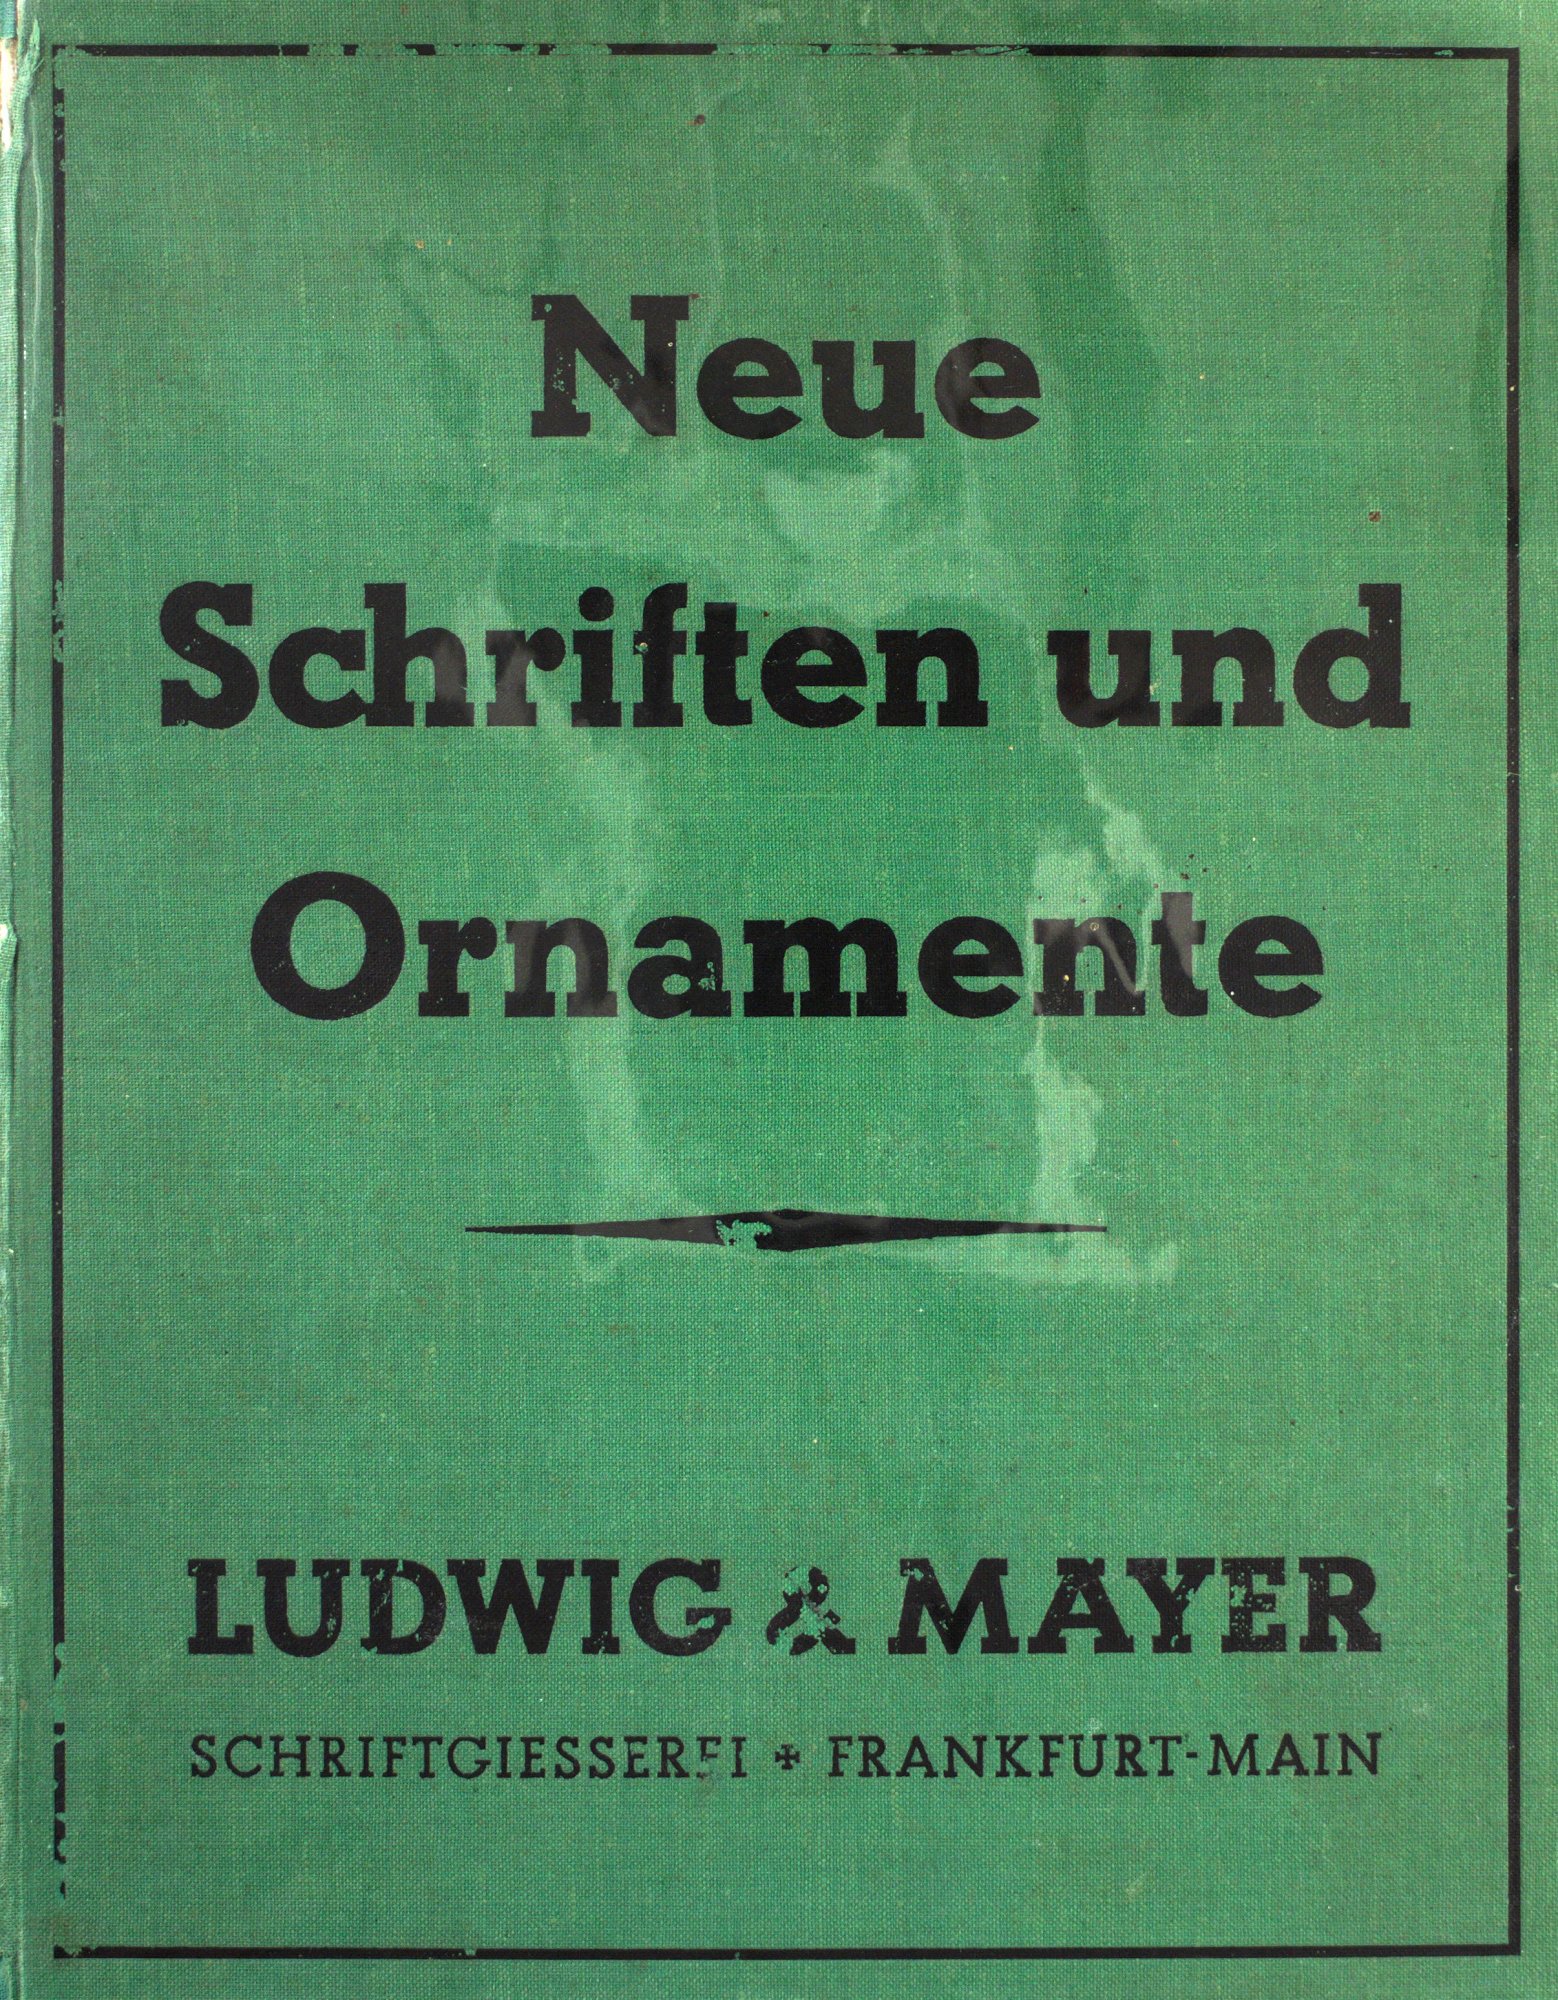 Neue
Schriften und
Ornamente
LUDWIG & MAYER
SCHRIFTGIESSEREI ✠ FRANKFURT-MAIN